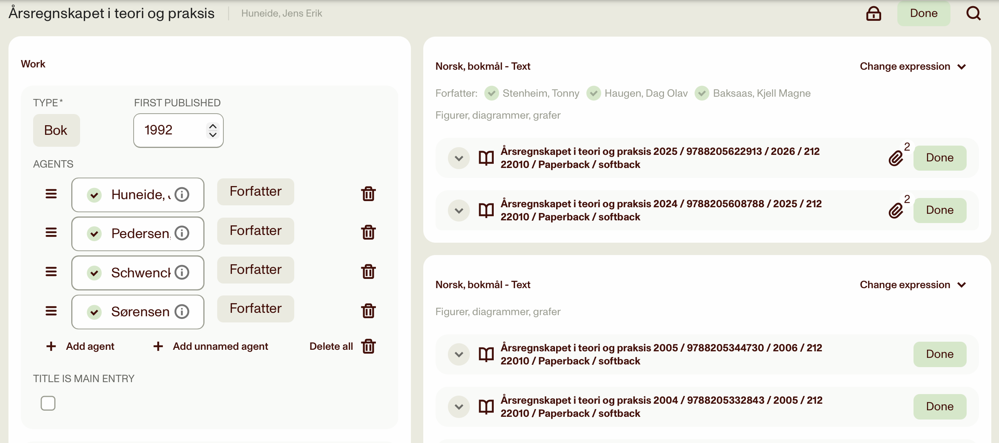 Årsregnskapet i teori og praksis
Huneide, Jens Erik
Done
Work
TYPE*
FIRST PUBLISHED
Bok
1992
AGENTS
Huneide,
Forfatter
Pedersen,
Forfatter
Schwenck
Forfatter
Sørensen
Forfatter
Add agent
Add unnamed agent
Delete all
TITLE IS MAIN ENTRY
Norsk, bokmål - Text
Change expression
Forfatter: Stenheim, Tonny Haugen, Dag Olav Baksaas, Kjell Magne
Figurer, diagrammer, grafer
Årsregnskapet i teori og praksis 2025 / 9788205622913 / 2026 / 212
22010 / Paperback / softback
2
Done
Årsregnskapet i teori og praksis 2024 / 9788205608788 / 2025 / 212
22010 / Paperback / softback
2
Done
Norsk, bokmål - Text
Change expression
Figurer, diagrammer, grafer
Årsregnskapet i teori og praksis 2005 / 9788205344730 / 2006 / 212
22010 / Paperback / softback
Done
Årsregnskapet i teori og praksis 2004 / 9788205332843 / 2005 / 212
22010 / Paperback / softback
Done